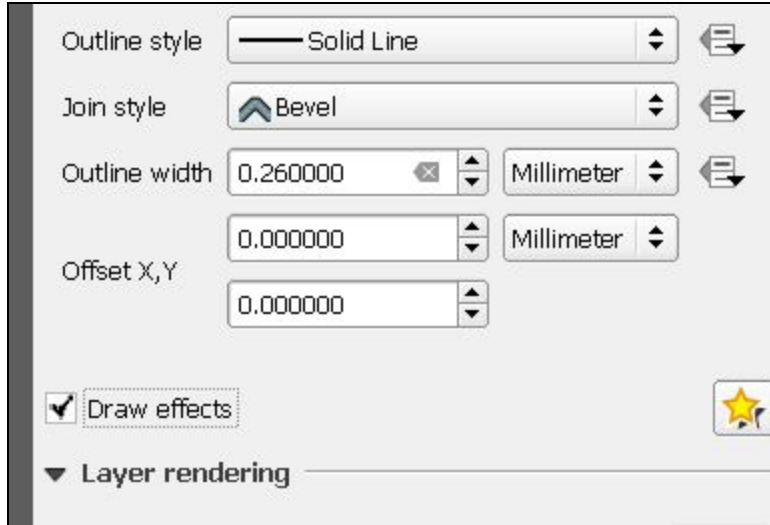 Outline style Solid Line
Join style Bevel
Outline width 0.260000 Millimeter
0.000000 Millimeter
Offset X,Y
0.000000
Draw effects
Layer rendering